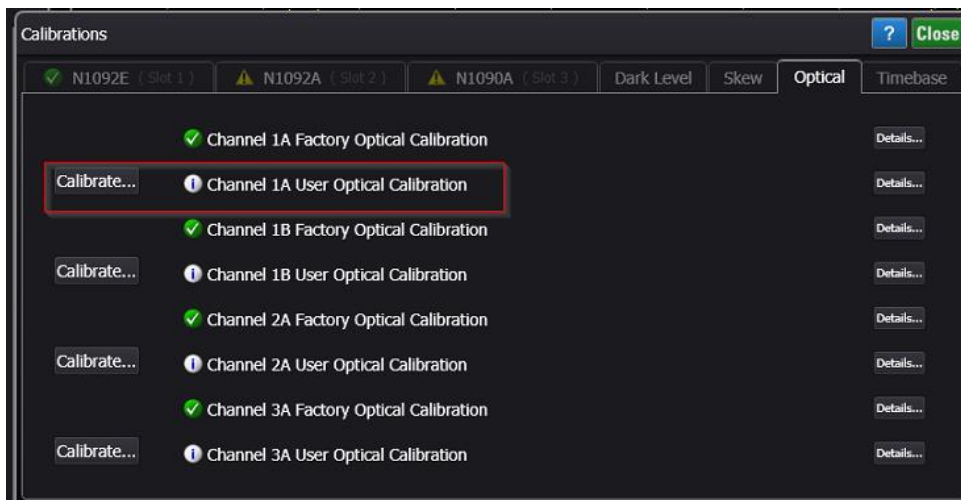 Calibrations ? Close
N1092E ( Slot 1 ) N1092A ( Slot 2 ) N1090A ( Slot 3 ) Dark Level Skew Optical Timebase
Channel 1A Factory Optical Calibration Details...
Calibrate... Channel 1A User Optical Calibration Details...
Channel 1B Factory Optical Calibration Details...
Calibrate... Channel 1B User Optical Calibration Details...
Channel 2A Factory Optical Calibration Details...
Calibrate... Channel 2A User Optical Calibration Details...
Channel 3A Factory Optical Calibration Details...
Calibrate... Channel 3A User Optical Calibration Details...